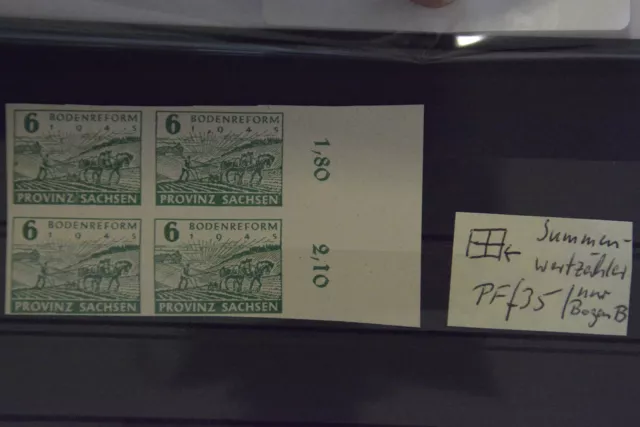 6 BODENREFORM
1945
PROVINZ SACHSEN
6 BODENREFORM
1945
PROVINZ SACHSEN
1,80
6 BODENREFORM
1945
PROVINZ SACHSEN
6 BODENREFORM
1945
PROVINZ SACHSEN
2,10
Summen-
wertzähler
PF f35 / nur
Bogen B